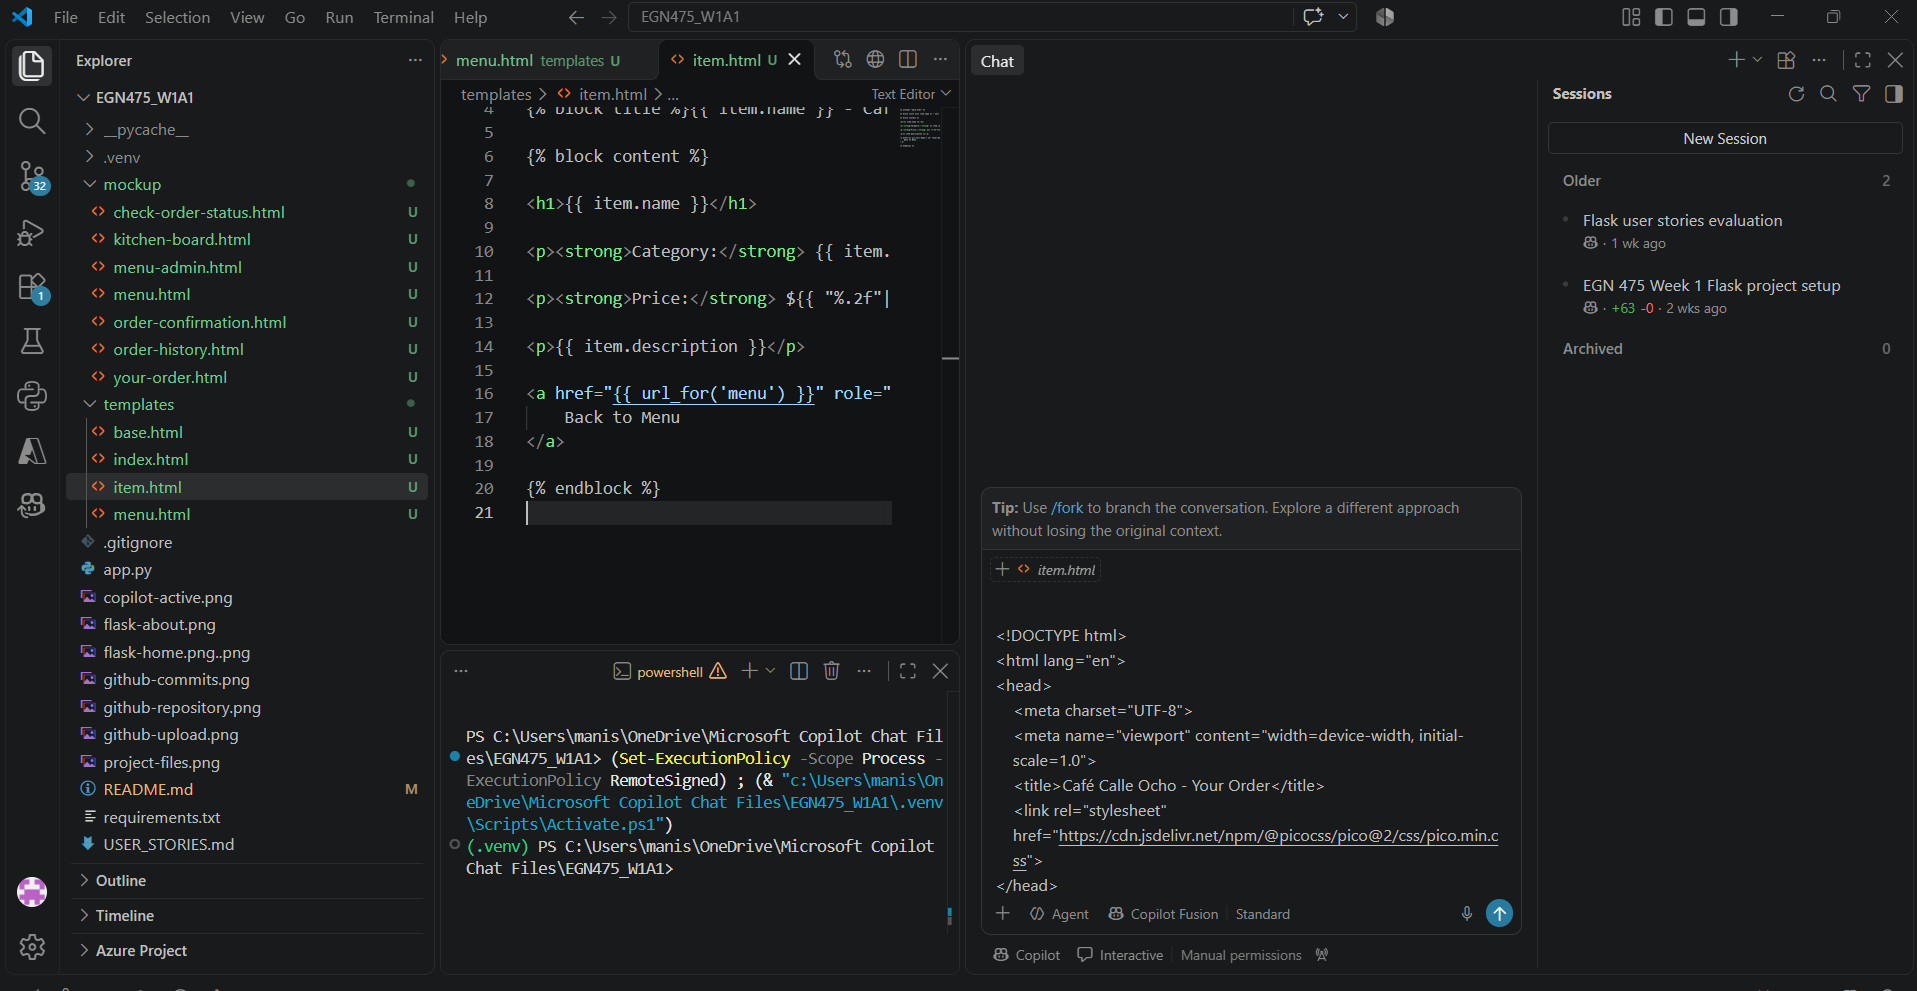 File Edit Selection View Go Run Terminal Help
EGN475_W1A1
Explorer
EGN475_W1A1
__pycache__
.venv
mockup
check-order-status.html U
kitchen-board.html U
menu-admin.html U
menu.html U
order-confirmation.html U
order-history.html U
your-order.html U
templates
base.html U
index.html U
item.html U
menu.html U
.gitignore
app.py
copilot-active.png
flask-about.png
flask-home.png..png
github-commits.png
github-repository.png
github-upload.png
project-files.png
README.md M
requirements.txt
USER_STORIES.md
Outline
Timeline
Azure Project
32
1
menu.html templates U
item.html U
templates > item.html > ...
Text Editor
4 {% block title %}{{ item.name }} - Caf
5
6 {% block content %}
7
8 <h1>{{ item.name }}</h1>
9
10 <p><strong>Category:</strong> {{ item.
11
12 <p><strong>Price:</strong> ${{ "%.2f"|
13
14 <p>{{ item.description }}</p>
15
16 <a href="{{ url_for('menu') }}" role="
17 Back to Menu
18 </a>
19
20 {% endblock %}
21
powershell
PS C:\Users\manis\OneDrive\Microsoft Copilot Chat Fil
es\EGN475_W1A1> (Set-ExecutionPolicy -Scope Process -
ExecutionPolicy RemoteSigned) ; (& "c:\Users\manis\On
eDrive\Microsoft Copilot Chat Files\EGN475_W1A1\.venv
\Scripts\Activate.ps1")
(.venv) PS C:\Users\manis\OneDrive\Microsoft Copilot
Chat Files\EGN475_W1A1>
Chat
Tip: Use /fork to branch the conversation. Explore a different approach
without losing the original context.
item.html
<!DOCTYPE html>
<html lang="en">
<head>
<meta charset="UTF-8">
<meta name="viewport" content="width=device-width, initial-
scale=1.0">
<title>Café Calle Ocho - Your Order</title>
<link rel="stylesheet"
href="https://cdn.jsdelivr.net/npm/@picocss/pico@2/css/pico.min.c
ss">
</head>
Agent Copilot Fusion Standard
Copilot Interactive Manual permissions
Sessions
New Session
Older 2
Flask user stories evaluation
· 1 wk ago
EGN 475 Week 1 Flask project setup
· +63 -0 · 2 wks ago
Archived 0